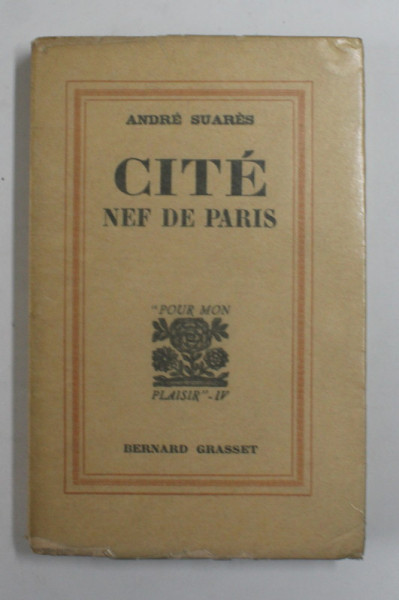 ANDRÉ SUARÈS
CITÉ
NEF DE PARIS
"POUR MON
PLAISIR"-IV
BERNARD GRASSET